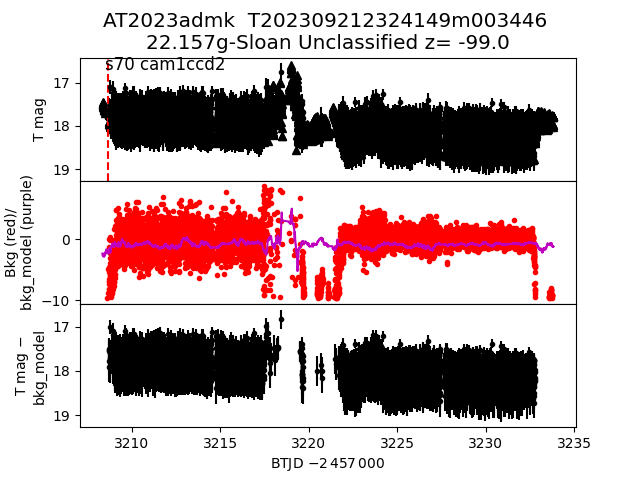 AT2023admk  T202309212324149m003446
22.157g-Sloan Unclassified z= -99.0
s70 cam1ccd2
T mag
17
18
19
Bkg (red)/
bkg_model (purple)
0
−10
T mag −
bkg_model
17
18
19
3210 3215 3220 3225 3230 3235
BTJD −2 457 000